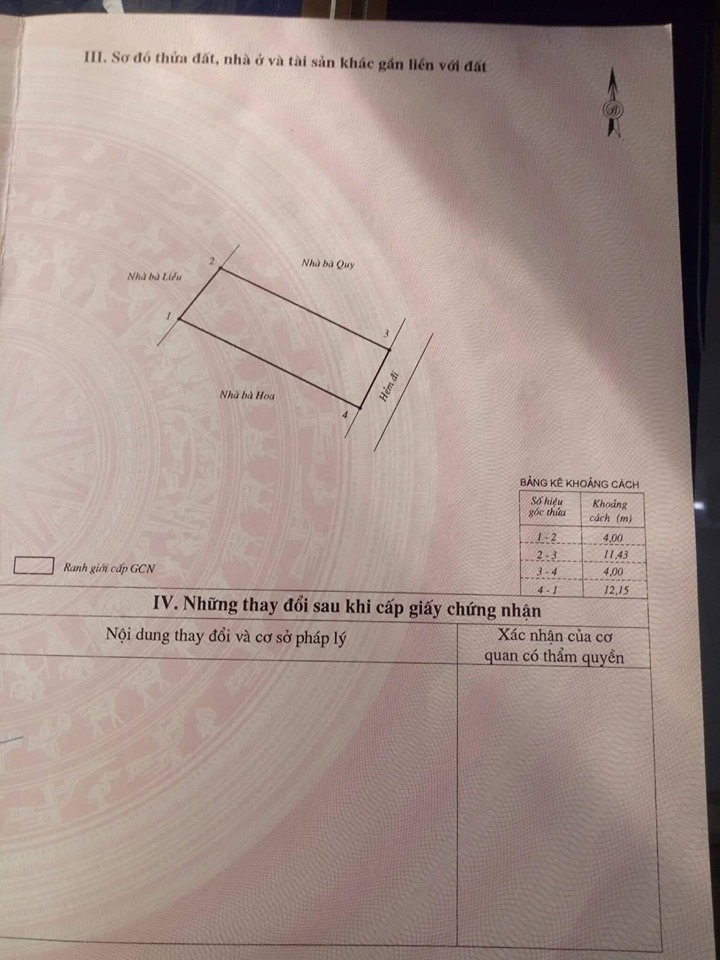 III. Sơ đồ thửa đất, nhà ở và tài sản khác gắn liền với đất
2
Nhà bà Quy
Nhà bà Liễu
1
3
Hẻm đi
Nhà bà Hoa
4
BẢNG KÊ KHOẢNG CÁCH
Số hiệu góc thửa
Khoảng cách (m)
1 - 2 4,00
2 - 3 11,43
3 - 4 4,00
4 - 1 12,15
Ranh giới cấp GCN
IV. Những thay đổi sau khi cấp giấy chứng nhận
Nội dung thay đổi và cơ sở pháp lý
Xác nhận của cơ
quan có thẩm quyền